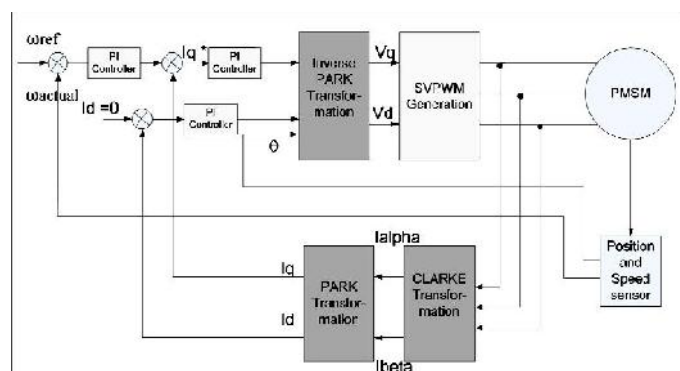 ωref
PI
Controller
Iq *
PI
Controller
Inverse
PARK
Transfor-
mation
Vq
Vd
SVPWM
Generation
PMSM
ωactual
Id =0
PI
Controller
θ
Ialpha
Iq
PARK
Transfor-
mation
Id
CLARKE
Transfor-
mation
Ibeta
Position
and
Speed
sensor